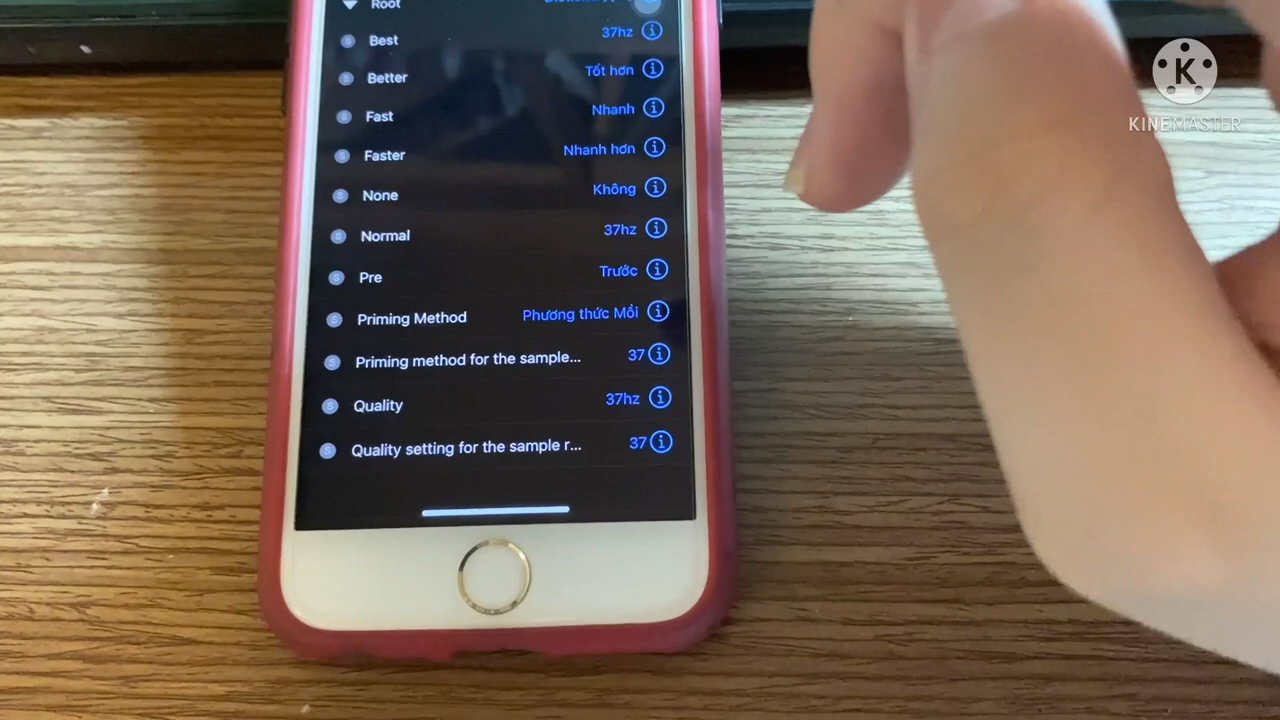 Root
Best 37hz
Better Tốt hơn
Fast Nhanh
Faster Nhanh hơn
None Không
Normal 37hz
Pre Trước
Priming Method Phương thức Mồi
Priming method for the sample... 37
Quality 37hz
Quality setting for the sample r... 37
K
KINEMASTER